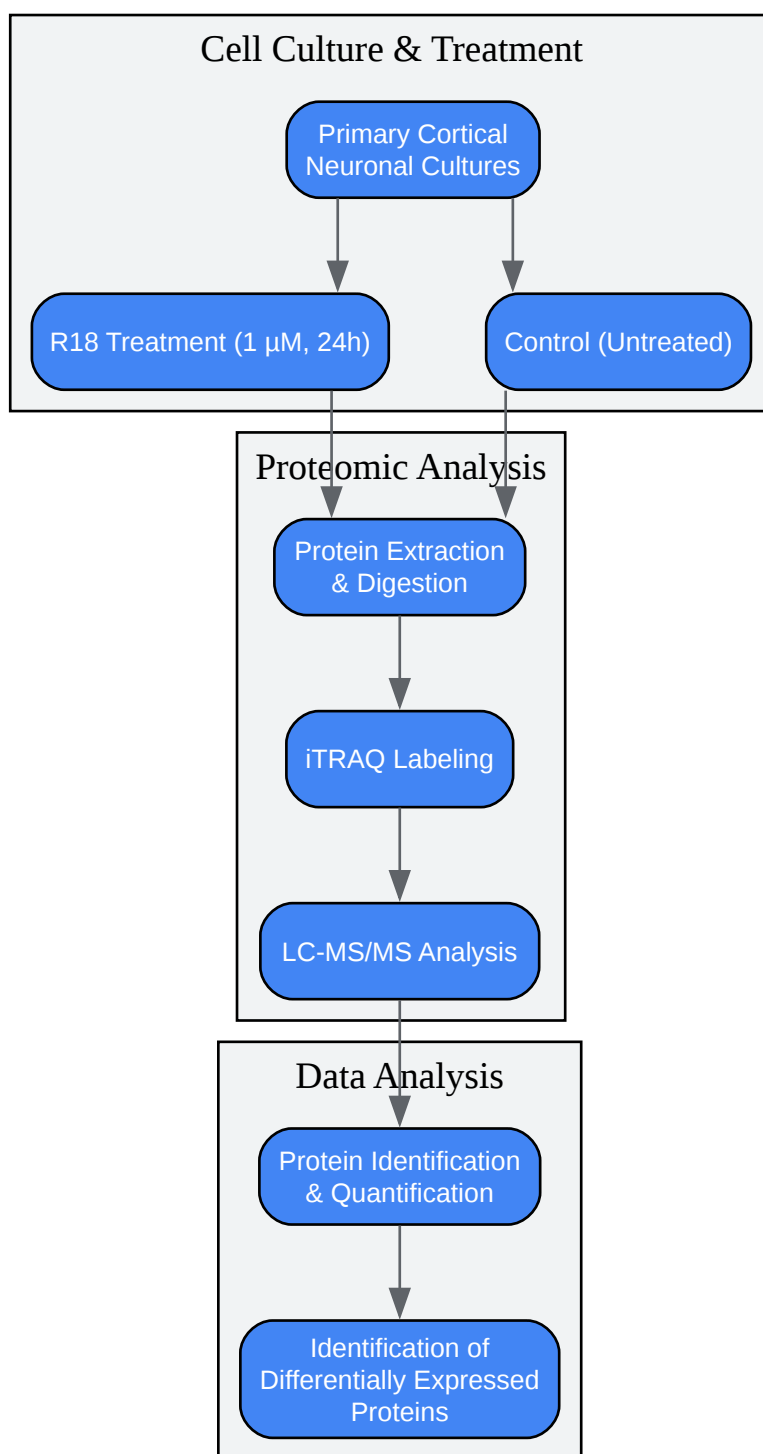 Cell Culture & Treatment
Primary Cortical
Neuronal Cultures
R18 Treatment (1 µM, 24h)
Control (Untreated)
Proteomic Analysis
Protein Extraction
& Digestion
iTRAQ Labeling
LC-MS/MS Analysis
Data Analysis
Protein Identification
& Quantification
Identification of
Differentially Expressed
Proteins